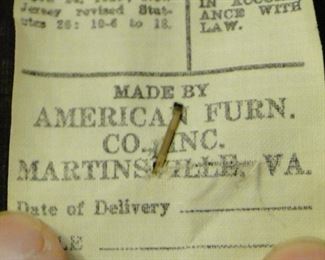 Jersey revised Stat-
utes 26: 10-6 to 18.
IN ACCORD-
ANCE WITH
LAW.
MADE BY
AMERICAN FURN.
CO., INC.
MARTINSVILLE, VA.
Date of Delivery